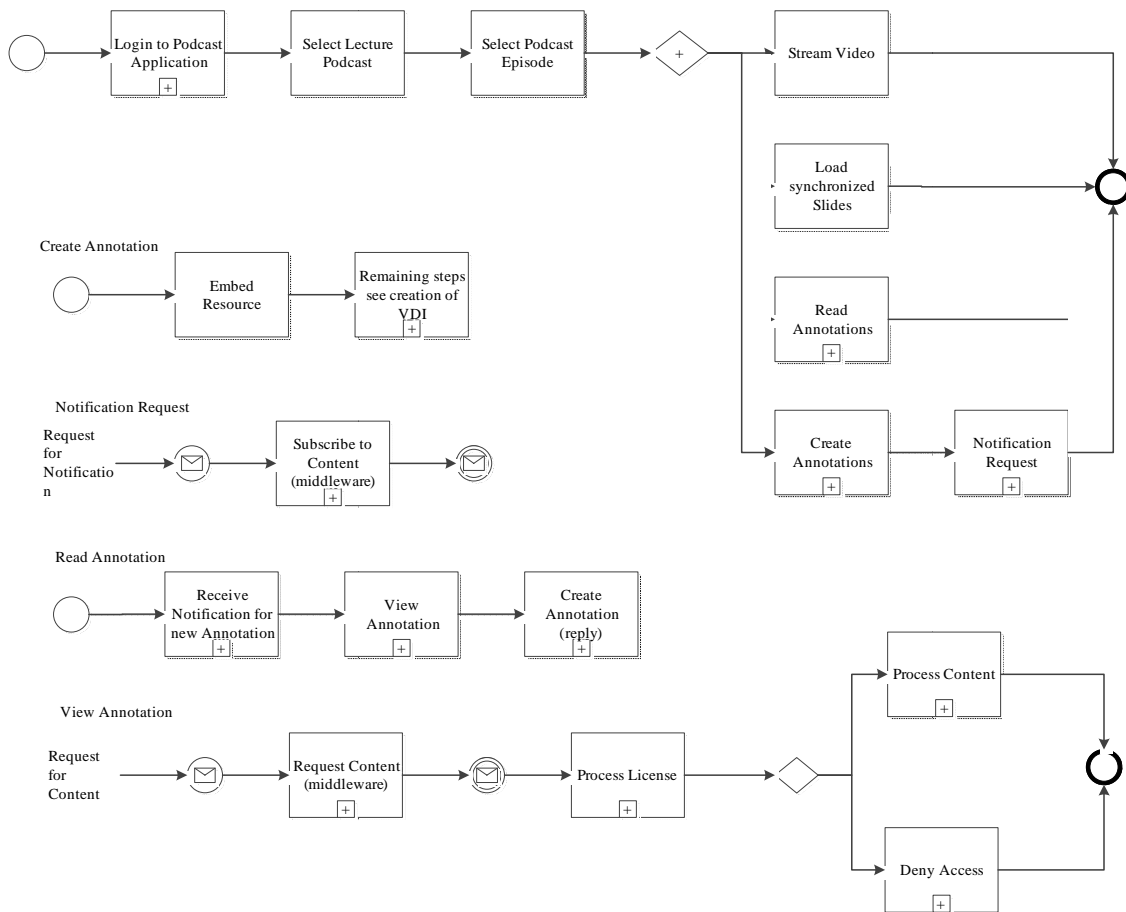 Login to Podcast
Application
+
Select Lecture
Podcast
Select Podcast
Episode
+
Stream Video
Load
synchronized
Slides
Read
Annotations
+
Create
Annotations
+
Notification
Request
+
Create Annotation
Embed
Resource
Remaining steps
see creation of
VDI
+
Notification Request
Request
for
Notificatio
n
Subscribe to
Content
(middleware)
+
Read Annotation
Receive
Notification for
new Annotation
+
View
Annotation
+
Create
Annotation
(reply)
+
View Annotation
Request
for
Content
Request Content
(middleware)
+
Process License
+
Process Content
+
Deny Access
+